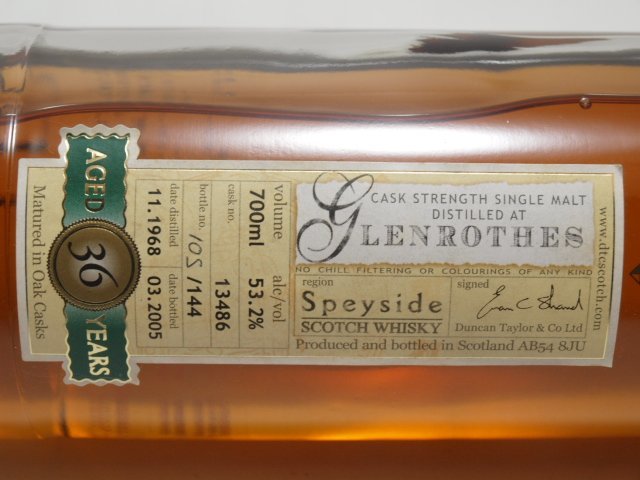 AGED
36
YEARS
Matured in Oak Casks
volume alc/vol
700ml 53.2%
cask no.
13486
bottle no.
105 /144
date distilled date bottled
11.1968 03.2005
CASK STRENGTH SINGLE MALT
DISTILLED AT
GLENROTHES
NO CHILL FILTERING OR COLOURINGS OF ANY KIND
region
Speyside
SCOTCH WHISKY
signed
Euan C Shand
Duncan Taylor & Co Ltd
Produced and bottled in Scotland AB54 8JU
www.dtcscotch.com